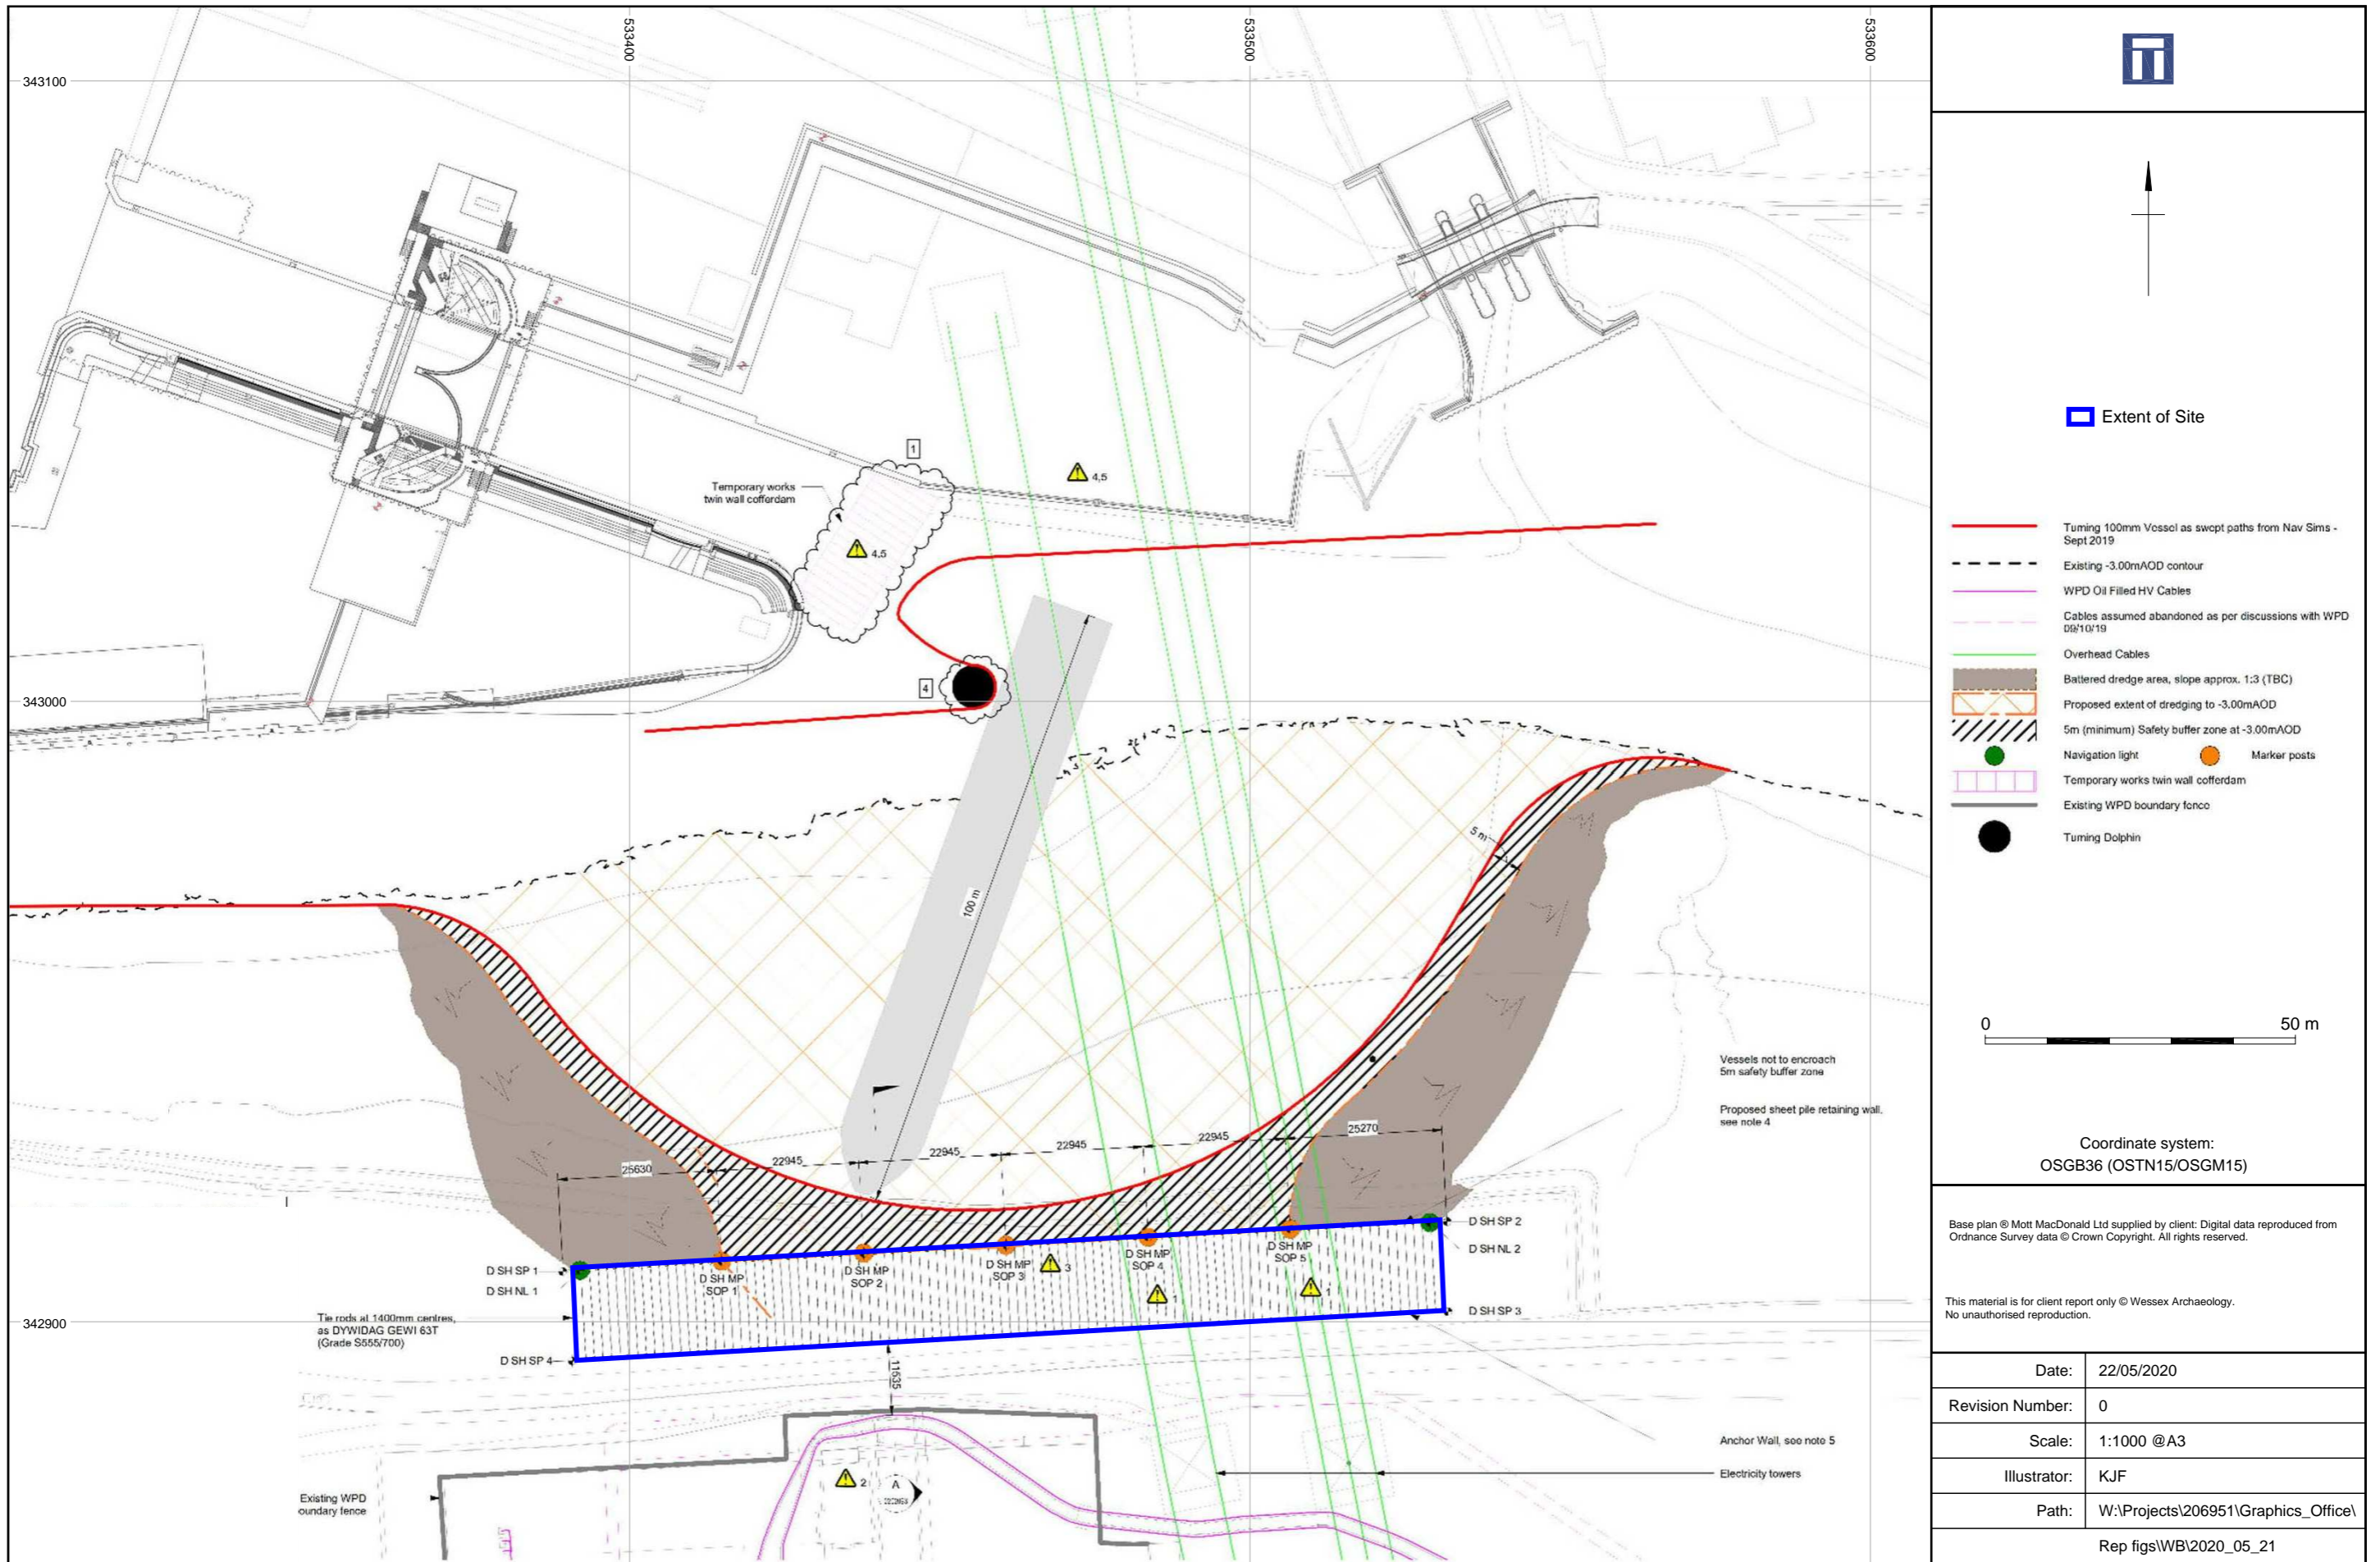 533400
533500
533600
343100
343000
342900
1
Temporary works
twin wall cofferdam
4,5
4,5
4
100 m
5 m
22945
22945
22945
25270
25630
Vessels not to encroach
5m safety buffer zone
Proposed sheet pile retaining wall.
see note 4
D SH SP 2
D SH NL 2
D SH SP 3
D SH SP 1
D SH NL 1
D SH SP 4
D SH MP
SOP 1
D SH MP
SOP 2
D SH MP
SOP 3
3
D SH MP
SOP 4
1
D SH MP
SOP 5
1
Tie rods at 1400mm centres,
as DYWIDAG GEWI 63T
(Grade S555/700)
11535
2
A
Existing WPD
oundary fence
Anchor Wall, see note 5
Electricity towers
Extent of Site
Turning 100mm Vessel as swept paths from Nav Sims -
Sept 2019
Existing -3.00mAOD contour
WPD Oil Filled HV Cables
Cables assumed abandoned as per discussions with WPD
09/10/19
Overhead Cables
Battered dredge area, slope approx. 1:3 (TBC)
Proposed extent of dredging to -3.00mAOD
5m (minimum) Safety buffer zone at -3.00mAOD
Navigation light
Marker posts
Temporary works twin wall cofferdam
Existing WPD boundary fence
Turning Dolphin
0 50 m
Coordinate system:
OSGB36 (OSTN15/OSGM15)
Base plan ® Mott MacDonald Ltd supplied by client: Digital data reproduced from
Ordnance Survey data © Crown Copyright. All rights reserved.
This material is for client report only © Wessex Archaeology.
No unauthorised reproduction.
Date: 22/05/2020
Revision Number: 0
Scale: 1:1000 @A3
Illustrator: KJF
Path: W:\Projects\206951\Graphics_Office\
Rep figs\WB\2020_05_21